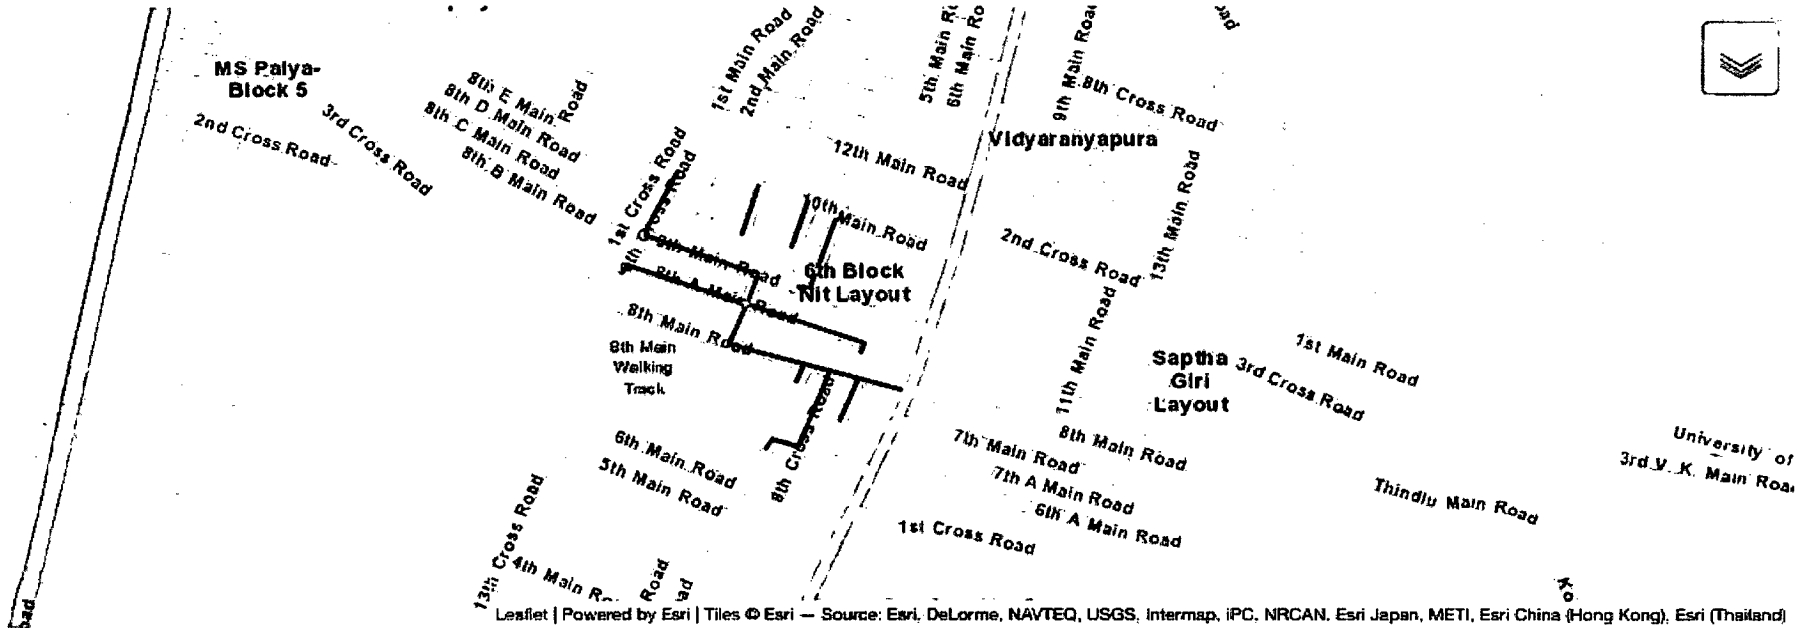 MS Palya-
Block 5
2nd Cross Road
3rd Cross Road
8th E Main
Road
8th D Main Road
8th C Main Road
8th B Main Road
1st Main Road
2nd Main Road
5th Main
6th Main Ro
9th Main Road
8th Cross Road
Vidyaranyapura
12th Main Road
1st Cross Road
Cross Road
10th Main Road
13th Main Road
2nd Cross Road
8th Main Road
8th A Main Road
6th Block
Nit Layout
8th Main Road
8th Main
Walking
Track
11th Main Road
Saptha
Giri
Layout
1st Main Road
3rd Cross Road
8th Cross Road
6th Main Road
5th Main Road
7th Main Road
8th Main Road
7th A Main Road
6th A Main Road
1st Cross Road
University of
3rd V. K. Main Roa
Thindlu Main Road
13th Cross Road
4th Main R
Road
ad
Ko
Leaflet | Powered by Esri | Tiles © Esri — Source: Esri, DeLorme, NAVTEQ, USGS, Intermap, iPC, NRCAN, Esri Japan, METI, Esri China (Hong Kong), Esri (Thailand)